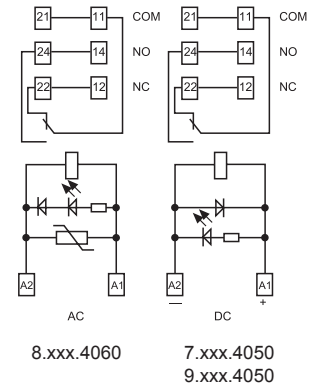 21 11 COM 21 11 COM
24 14 NO 24 14 NO
22 12 NC 22 12 NC
A2 A1 A2 A1
— +
AC DC
8.xxx.4060 7.xxx.4050
9.xxx.4050